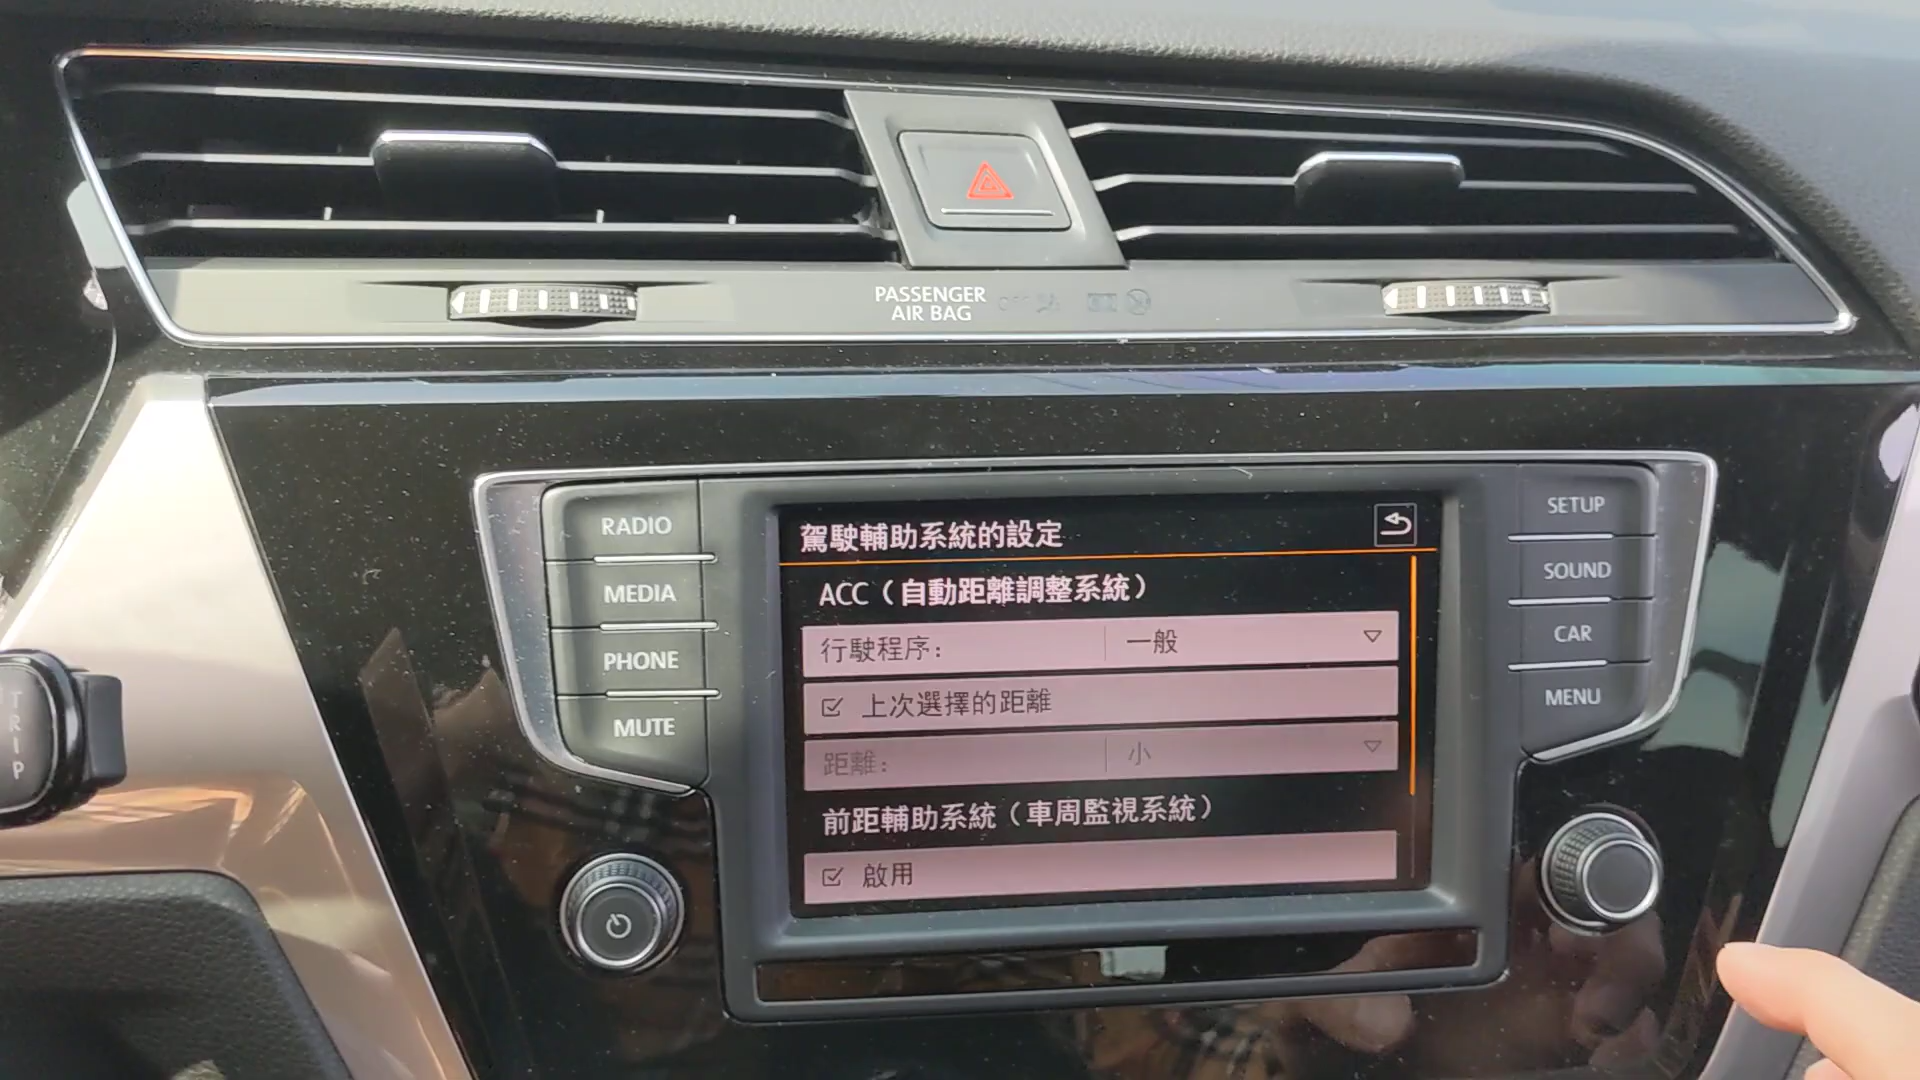 PASSENGER
AIR BAG
RADIO
MEDIA
PHONE
MUTE
TRIP
駕駛輔助系統的設定
ACC（自動距離調整系統）
行駛程序： 一般
上次選擇的距離
距離： 小
前距輔助系統（車周監視系統）
啟用
SETUP
SOUND
CAR
MENU